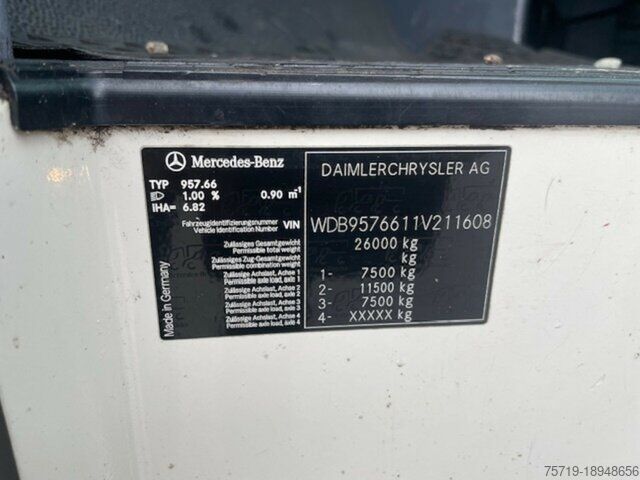 Mercedes-Benz
TYP 957.66
1.00 % 0.90 m⁻¹
IHA= 6.82
Fahrzeugidentifizierungsnummer
Vehicle Identification Number VIN
Zulässiges Gesamtgewicht
Permissible total weight
Zulässiges Zug-Gesamtgewicht
Permissible combination weight
Zulässige Achslast, Achse 1
Permissible axle load, axle 1
Zulässige Achslast, Achse 2
Permissible axle load, axle 2
Zulässige Achslast, Achse 3
Permissible axle load, axle 3
Zulässige Achslast, Achse 4
Permissible axle load, axle 4
Made in Germany
DAIMLERCHRYSLER AG
WDB9576611V211608
26000 kg
kg
1- 7500 kg
2- 11500 kg
3- 7500 kg
4- XXXXX kg
75719-18948656